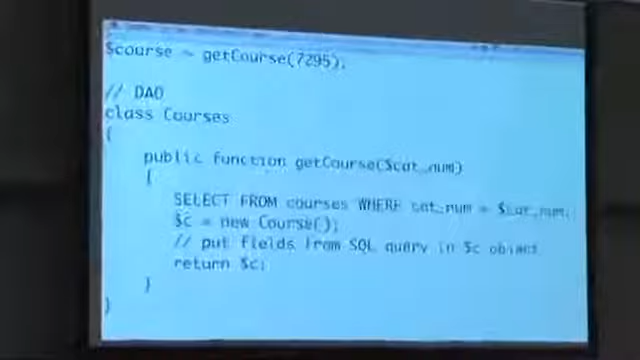 $course = getCourse(7295);
// DAO
class Courses
{
public function getCourse($cat_num)
{
SELECT FROM courses WHERE cat_num = $cat_num;
$c = new Course();
// put fields from SQL query in $c object
return $c;
}
}